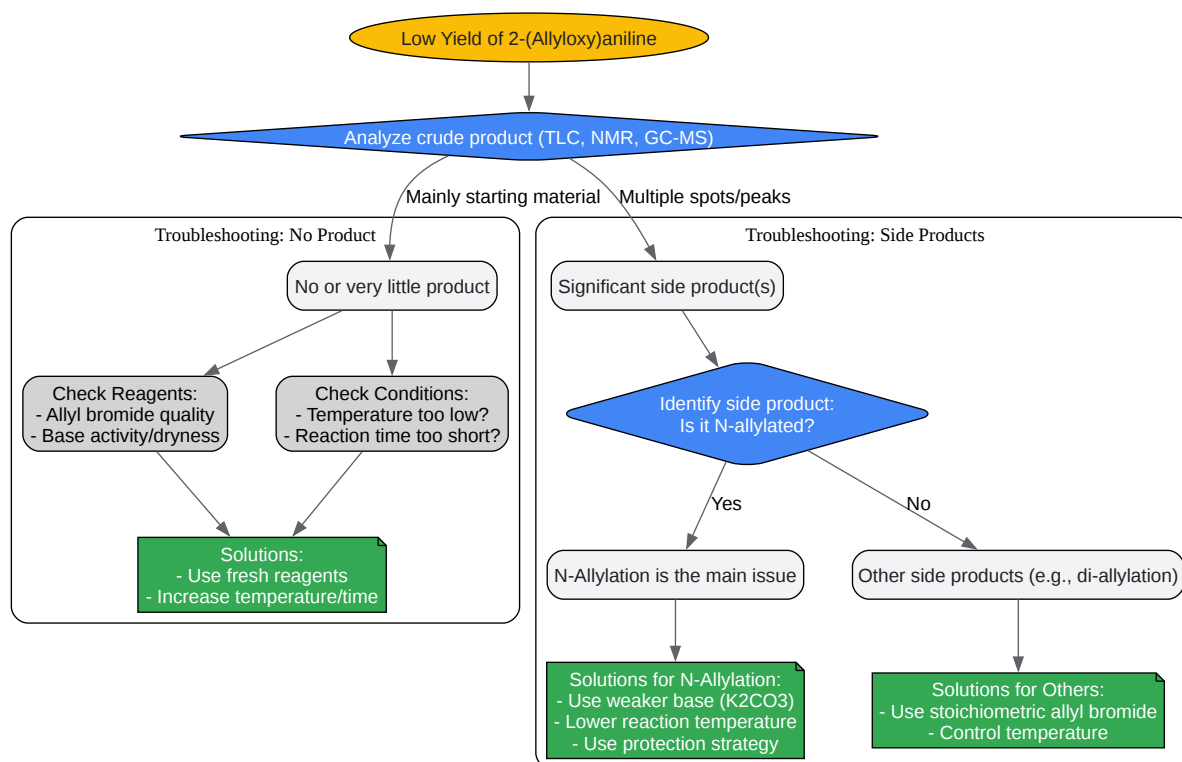 Low Yield of 2-(Allyloxy)aniline
Analyze crude product (TLC, NMR, GC-MS)
Mainly starting material
Multiple spots/peaks
Troubleshooting: No Product
No or very little product
Check Reagents:
- Allyl bromide quality
- Base activity/dryness
Check Conditions:
- Temperature too low?
- Reaction time too short?
Solutions:
- Use fresh reagents
- Increase temperature/time
Troubleshooting: Side Products
Significant side product(s)
Identify side product:
Is it N-allylated?
Yes
No
N-Allylation is the main issue
Other side products (e.g., di-allylation)
Solutions for N-Allylation:
- Use weaker base (K2CO3)
- Lower reaction temperature
- Use protection strategy
Solutions for Others:
- Use stoichiometric allyl bromide
- Control temperature